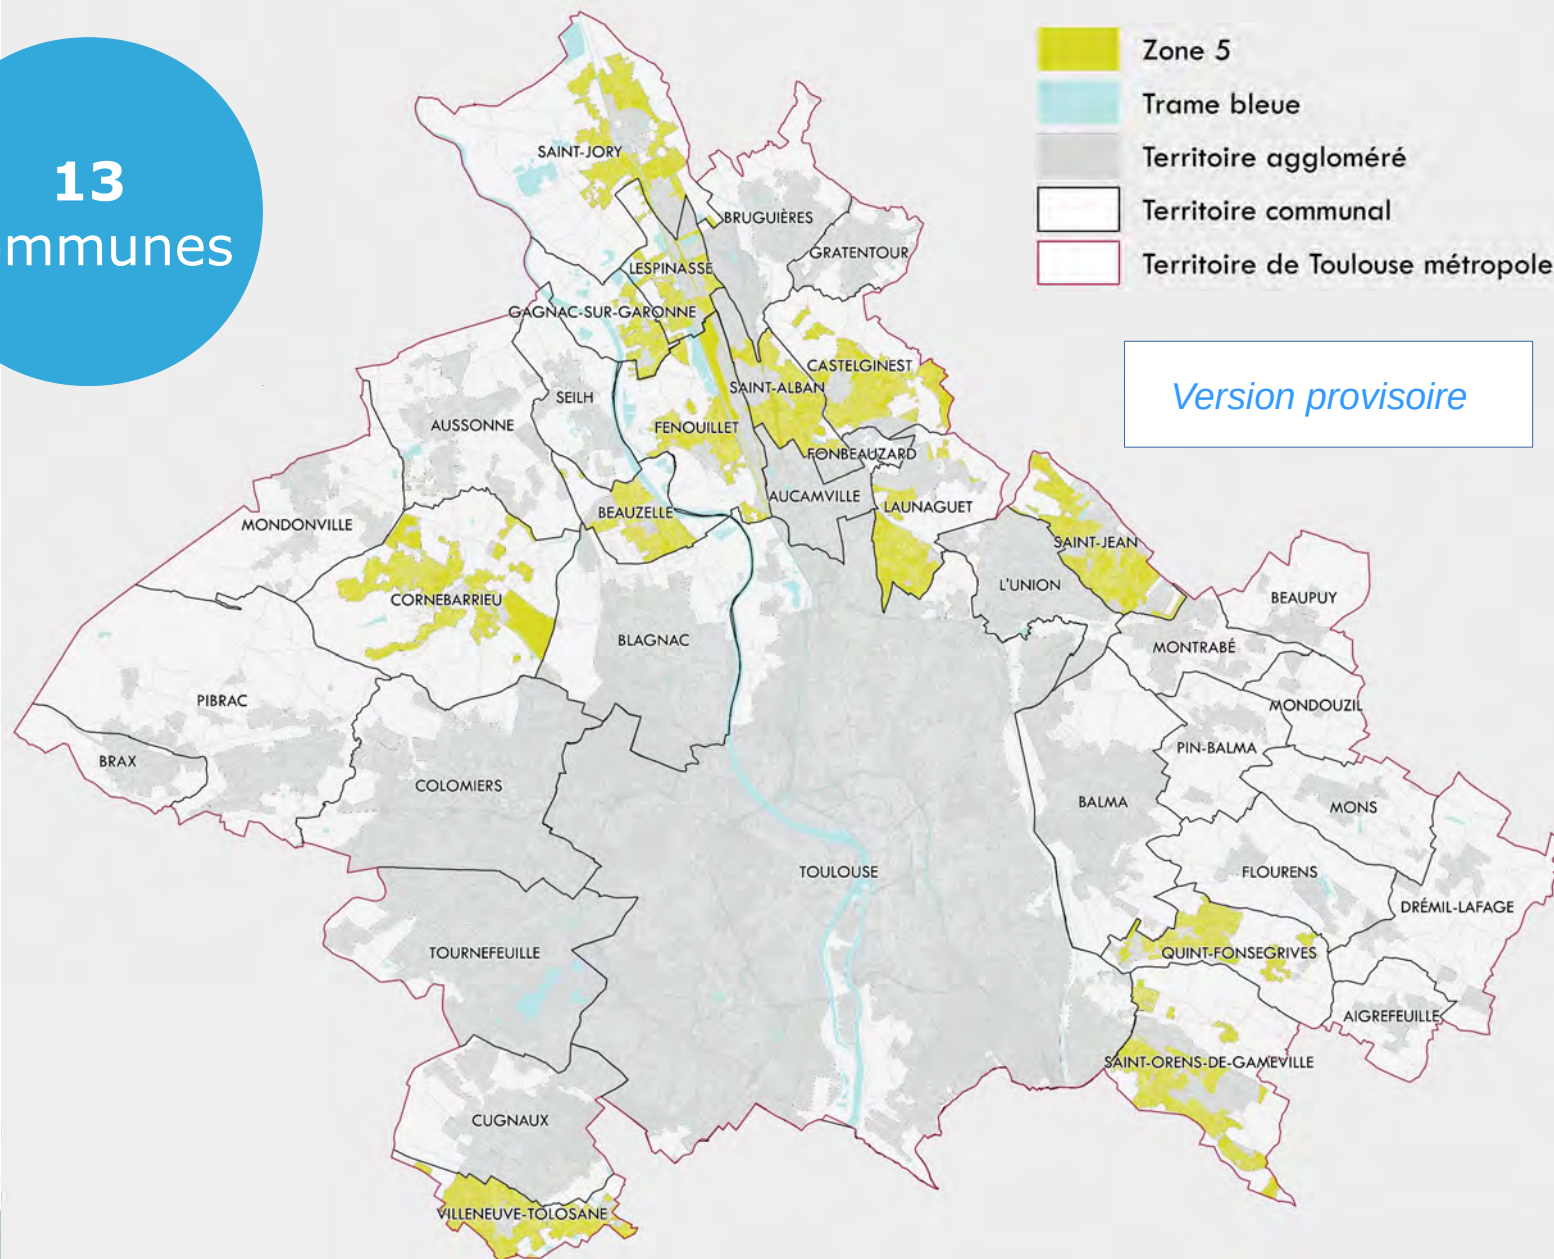 13
ommunes
Zone 5
Trame bleue
Territoire aggloméré
Territoire communal
Territoire de Toulouse métropole
Version provisoire
SAINT-JORY
BRUGUIÈRES
GRATENTOUR
LESPINASSE
GAGNAC-SUR-GARONNE
CASTELGINEST
SAINT-ALBAN
SEILH
AUSSONNE
FENOUILLET
FONBEAUZARD
AUCAMVILLE
LAUNAGUET
BEAUZELLE
MONDONVILLE
SAINT-JEAN
L'UNION
BEAUPUY
CORNEBARRIEU
BLAGNAC
MONTRABÉ
PIBRAC
MONDOUZIL
PIN-BALMA
BRAX
COLOMIERS
BALMA
MONS
TOULOUSE
FLOURENS
DRÉMIL-LAFAGE
TOURNEFEUILLE
QUINT-FONSEGRIVES
AIGREFEUILLE
SAINT-ORENS-DE-GAMEVILLE
CUGNAUX
VILLENEUVE-TOLOSANE